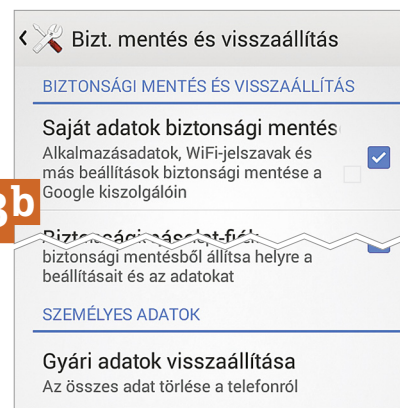 Bizt. mentés és visszaállítás
BIZTONSÁGI MENTÉS ÉS VISSZAÁLLÍTÁS
Saját adatok biztonsági mentés
Alkalmazásadatok, WiFi-jelszavak és
más beállítások biztonsági mentése a
Google kiszolgálóin
3b
biztonsági mentésből állítsa helyre a
beállításait és az adatokat
SZEMÉLYES ADATOK
Gyári adatok visszaállítása
Az összes adat törlése a telefonról